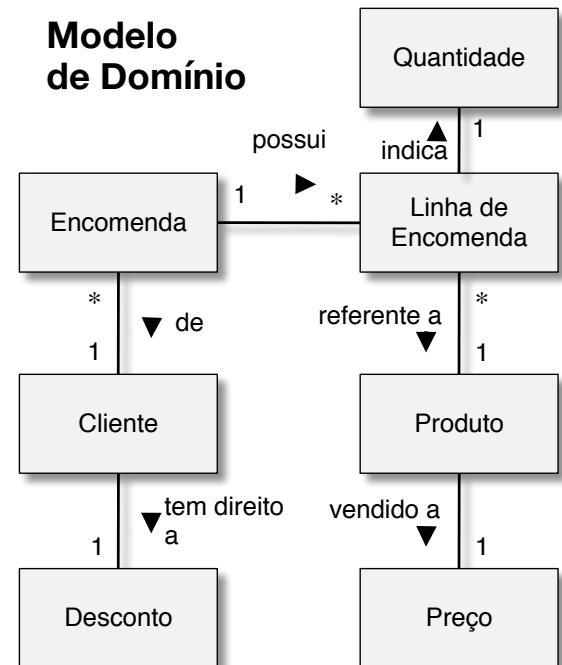 Modelo
de Domínio
Quantidade
1
indica
possui
1
*
Encomenda
Linha de
Encomenda
*
de
1
referente a
*
1
Cliente
Produto
tem direito
a
1
vendido a
1
Desconto
Preço